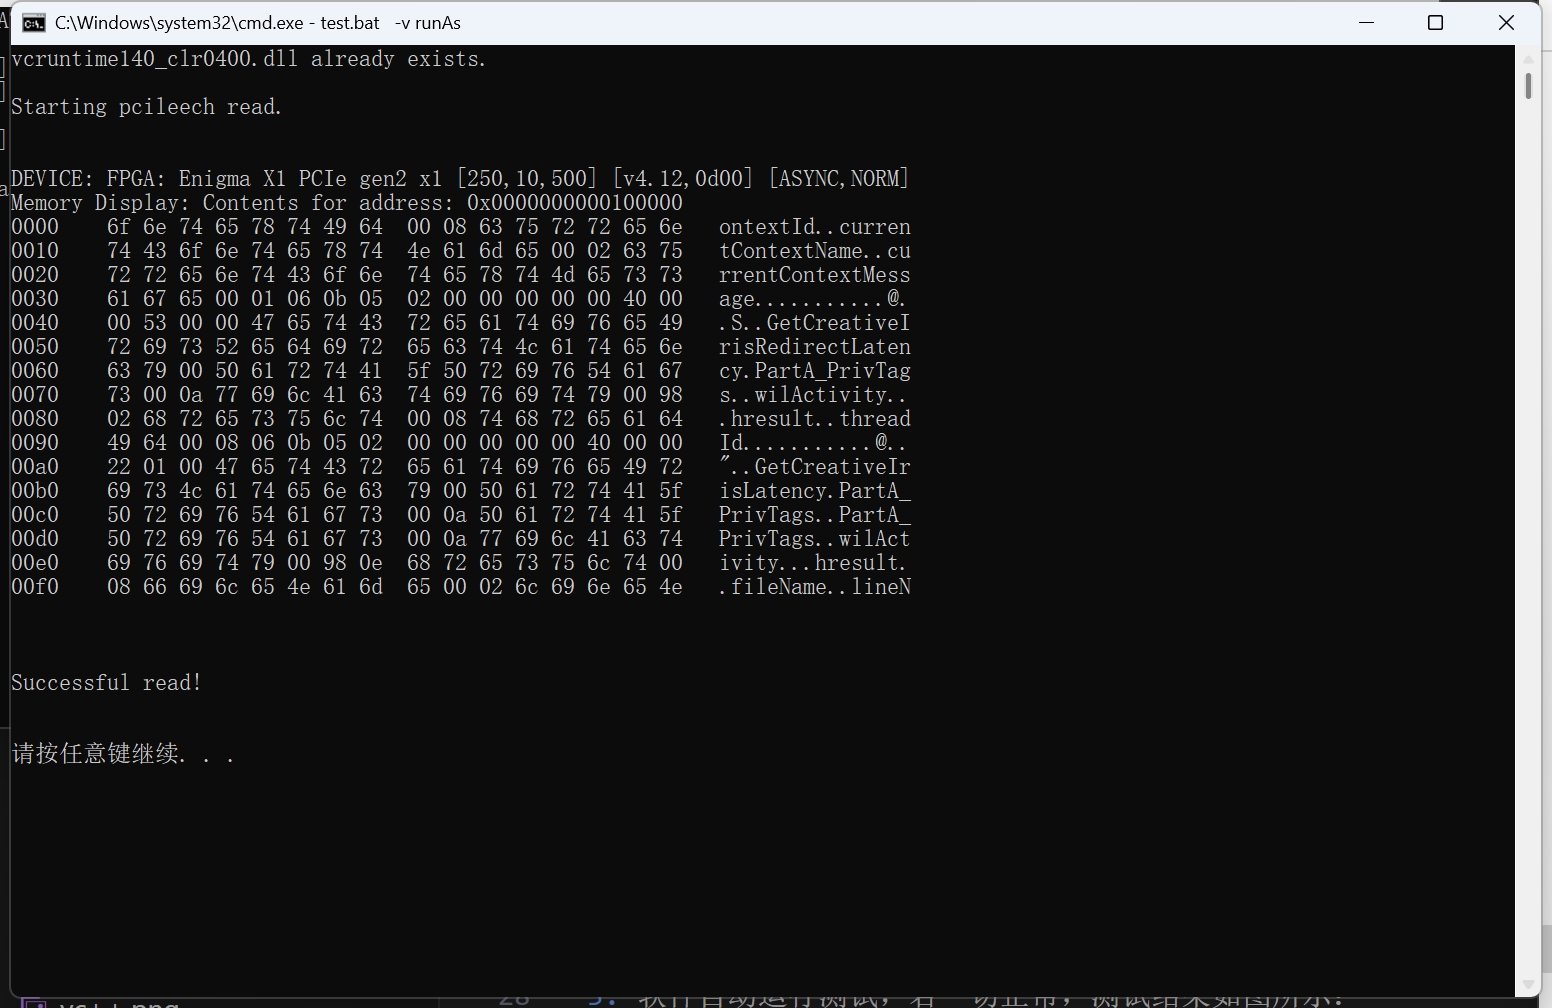 C:\Windows\system32\cmd.exe - test.bat   -v runAs
vcruntime140_clr0400.dll already exists.
Starting pcileech read.
DEVICE: FPGA: Enigma X1 PCIe gen2 x1 [250,10,500] [v4.12,0d00] [ASYNC,NORM]
Memory Display: Contents for address: 0x0000000000100000
0000    6f 6e 74 65 78 74 49 64  00 08 63 75 72 72 65 6e   ontextId..curren
0010    74 43 6f 6e 74 65 78 74  4e 61 6d 65 00 02 63 75   tContextName..cu
0020    72 72 65 6e 74 43 6f 6e  74 65 78 74 4d 65 73 73   rrentContextMess
0030    61 67 65 00 01 06 0b 05  02 00 00 00 00 00 40 00   age...........@.
0040    00 53 00 00 47 65 74 43  72 65 61 74 69 76 65 49   .S..GetCreativeI
0050    72 69 73 52 65 64 69 72  65 63 74 4c 61 74 65 6e   risRedirectLaten
0060    63 79 00 50 61 72 74 41  5f 50 72 69 76 54 61 67   cy.PartA_PrivTag
0070    73 00 0a 77 69 6c 41 63  74 69 76 69 74 79 00 98   s..wilActivity..
0080    02 68 72 65 73 75 6c 74  00 08 74 68 72 65 61 64   .hresult..thread
0090    49 64 00 08 06 0b 05 02  00 00 00 00 00 40 00 00   Id...........@..
00a0    22 01 00 47 65 74 43 72  65 61 74 69 76 65 49 72   "..GetCreativeIr
00b0    69 73 4c 61 74 65 6e 63  79 00 50 61 72 74 41 5f   isLatency.PartA_
00c0    50 72 69 76 54 61 67 73  00 0a 50 61 72 74 41 5f   PrivTags..PartA_
00d0    50 72 69 76 54 61 67 73  00 0a 77 69 6c 41 63 74   PrivTags..wilAct
00e0    69 76 69 74 79 00 98 0e  68 72 65 73 75 6c 74 00   ivity...hresult.
00f0    08 66 69 6c 65 4e 61 6d  65 00 02 6c 69 6e 65 4e   .fileName..lineN
Successful read!
请按任意键继续. . .